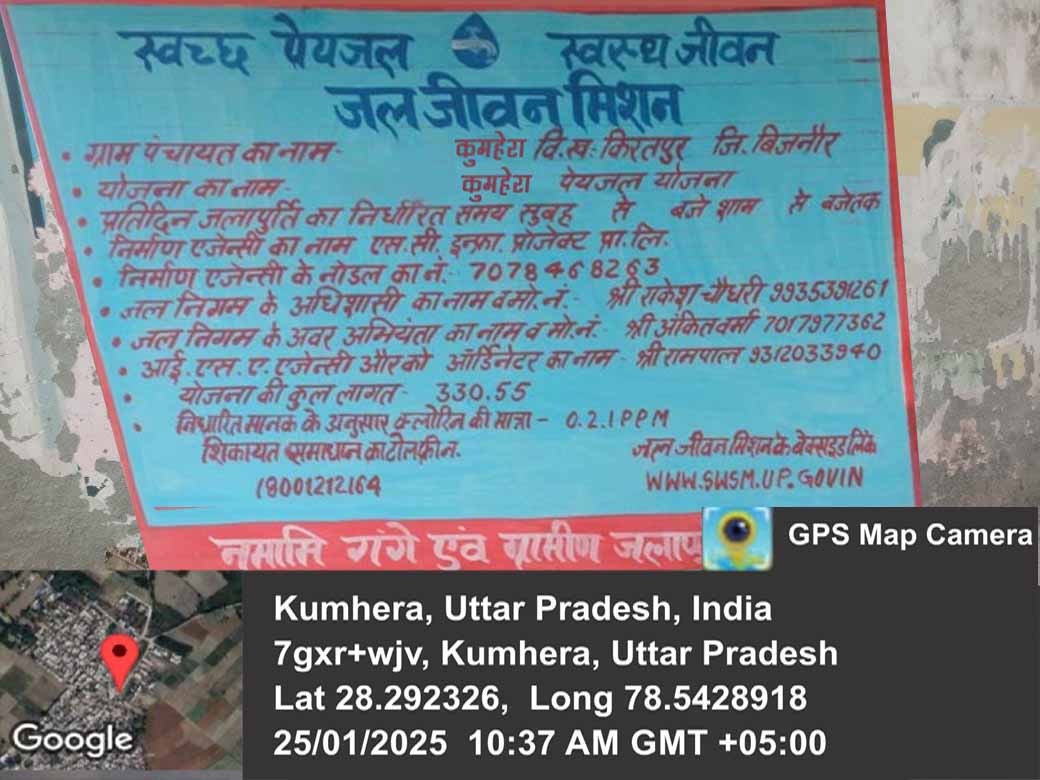 स्वच्छ पेयजल स्वस्थ जीवन
जल जीवन मिशन
• ग्राम पंचायत का नाम- कुमहेरा वि.ख: किरतपुर जि. बिजनौर
• योजना का नाम- कुमहेरा पेयजल योजना
• प्रतिदिन जलापुर्ति का निर्धारित समय सुबह से बजे शाम से बजे तक
• निर्माण एजेन्सी का नाम एस.सी. इन्फ्रा. प्रोजेक्ट प्रा. लि.
• निर्माण एजेन्सी के नोडल का नं. 7078468263
• जल निगम के अधिशासी का नाम व मो.नं.- श्री राकेश चौधरी 9935391261
• जल निगम के अवर अभियंता का नाम व मो.नं. श्री अंकित वर्मा 7017977362
• आई.एस.ए. एजेन्सी और को ऑर्डिनेटर का नाम - श्री रामपाल 9312033940
• योजना की कुल लागत- 330.55
• विधारित मानक के अनुसार क्लोरिन की मात्रा - 0.2.1 PPM
शिकायत समाधान का टोल फ्री नं. जल जीवन मिशन के वेबसाइट लिंक
18001212164 WWW.SWSM.UP.GOVIN
नमामि गंगे एवं ग्रामीण
GPS Map Camera
Kumhera, Uttar Pradesh, India
7gxr+wjv, Kumhera, Uttar Pradesh
Lat 28.292326, Long 78.5428918
25/01/2025 10:37 AM GMT +05:00
Google